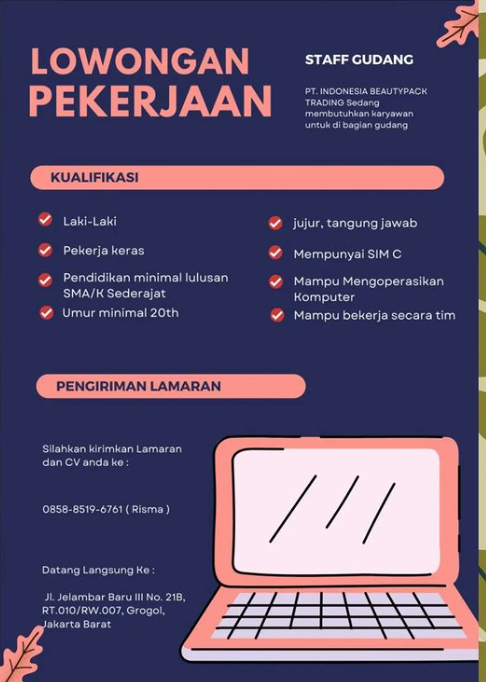 LOWONGAN
PEKERJAAN
STAFF GUDANG
PT. INDONESIA BEAUTYPACK
TRADING Sedang
membutuhkan karyawan
untuk di bagian gudang
KUALIFIKASI
Laki-Laki
Pekerja keras
Pendidikan minimal lulusan
SMA/K Sederajat
Umur minimal 20th
jujur, tangung jawab
Mempunyai SIM C
Mampu Mengoperasikan
Komputer
Mampu bekerja secara tim
PENGIRIMAN LAMARAN
Silahkan kirimkan Lamaran
dan CV anda ke :
0858-8519-6761 ( Risma )
Datang Langsung Ke :
Jl. Jelambar Baru III No. 21B,
RT.010/RW.007, Grogol,
Jakarta Barat